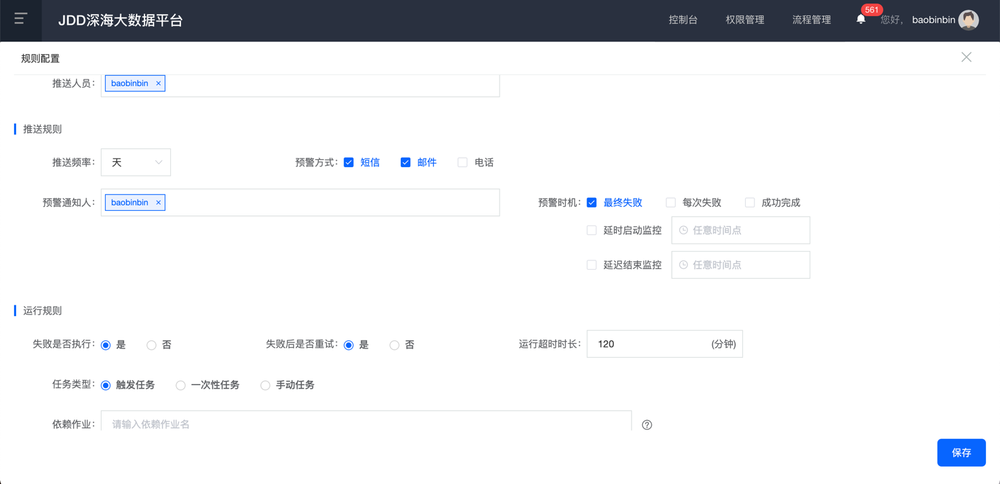 JDD深海大数据平台 控制台 权限管理 流程管理 561 您好, baobinbin
规则配置
推送人员: baobinbin ×
推送规则
推送频率: 天 预警方式: 短信 邮件 电话
预警通知人: baobinbin × 预警时机: 最终失败 每次失败 成功完成
延时启动监控 任意时间点
延迟结束监控 任意时间点
运行规则
失败是否执行: 是 否 失败后是否重试: 是 否 运行超时时长: 120 (分钟)
任务类型: 触发任务 一次性任务 手动任务
依赖作业: 请输入依赖作业名 ?
保存